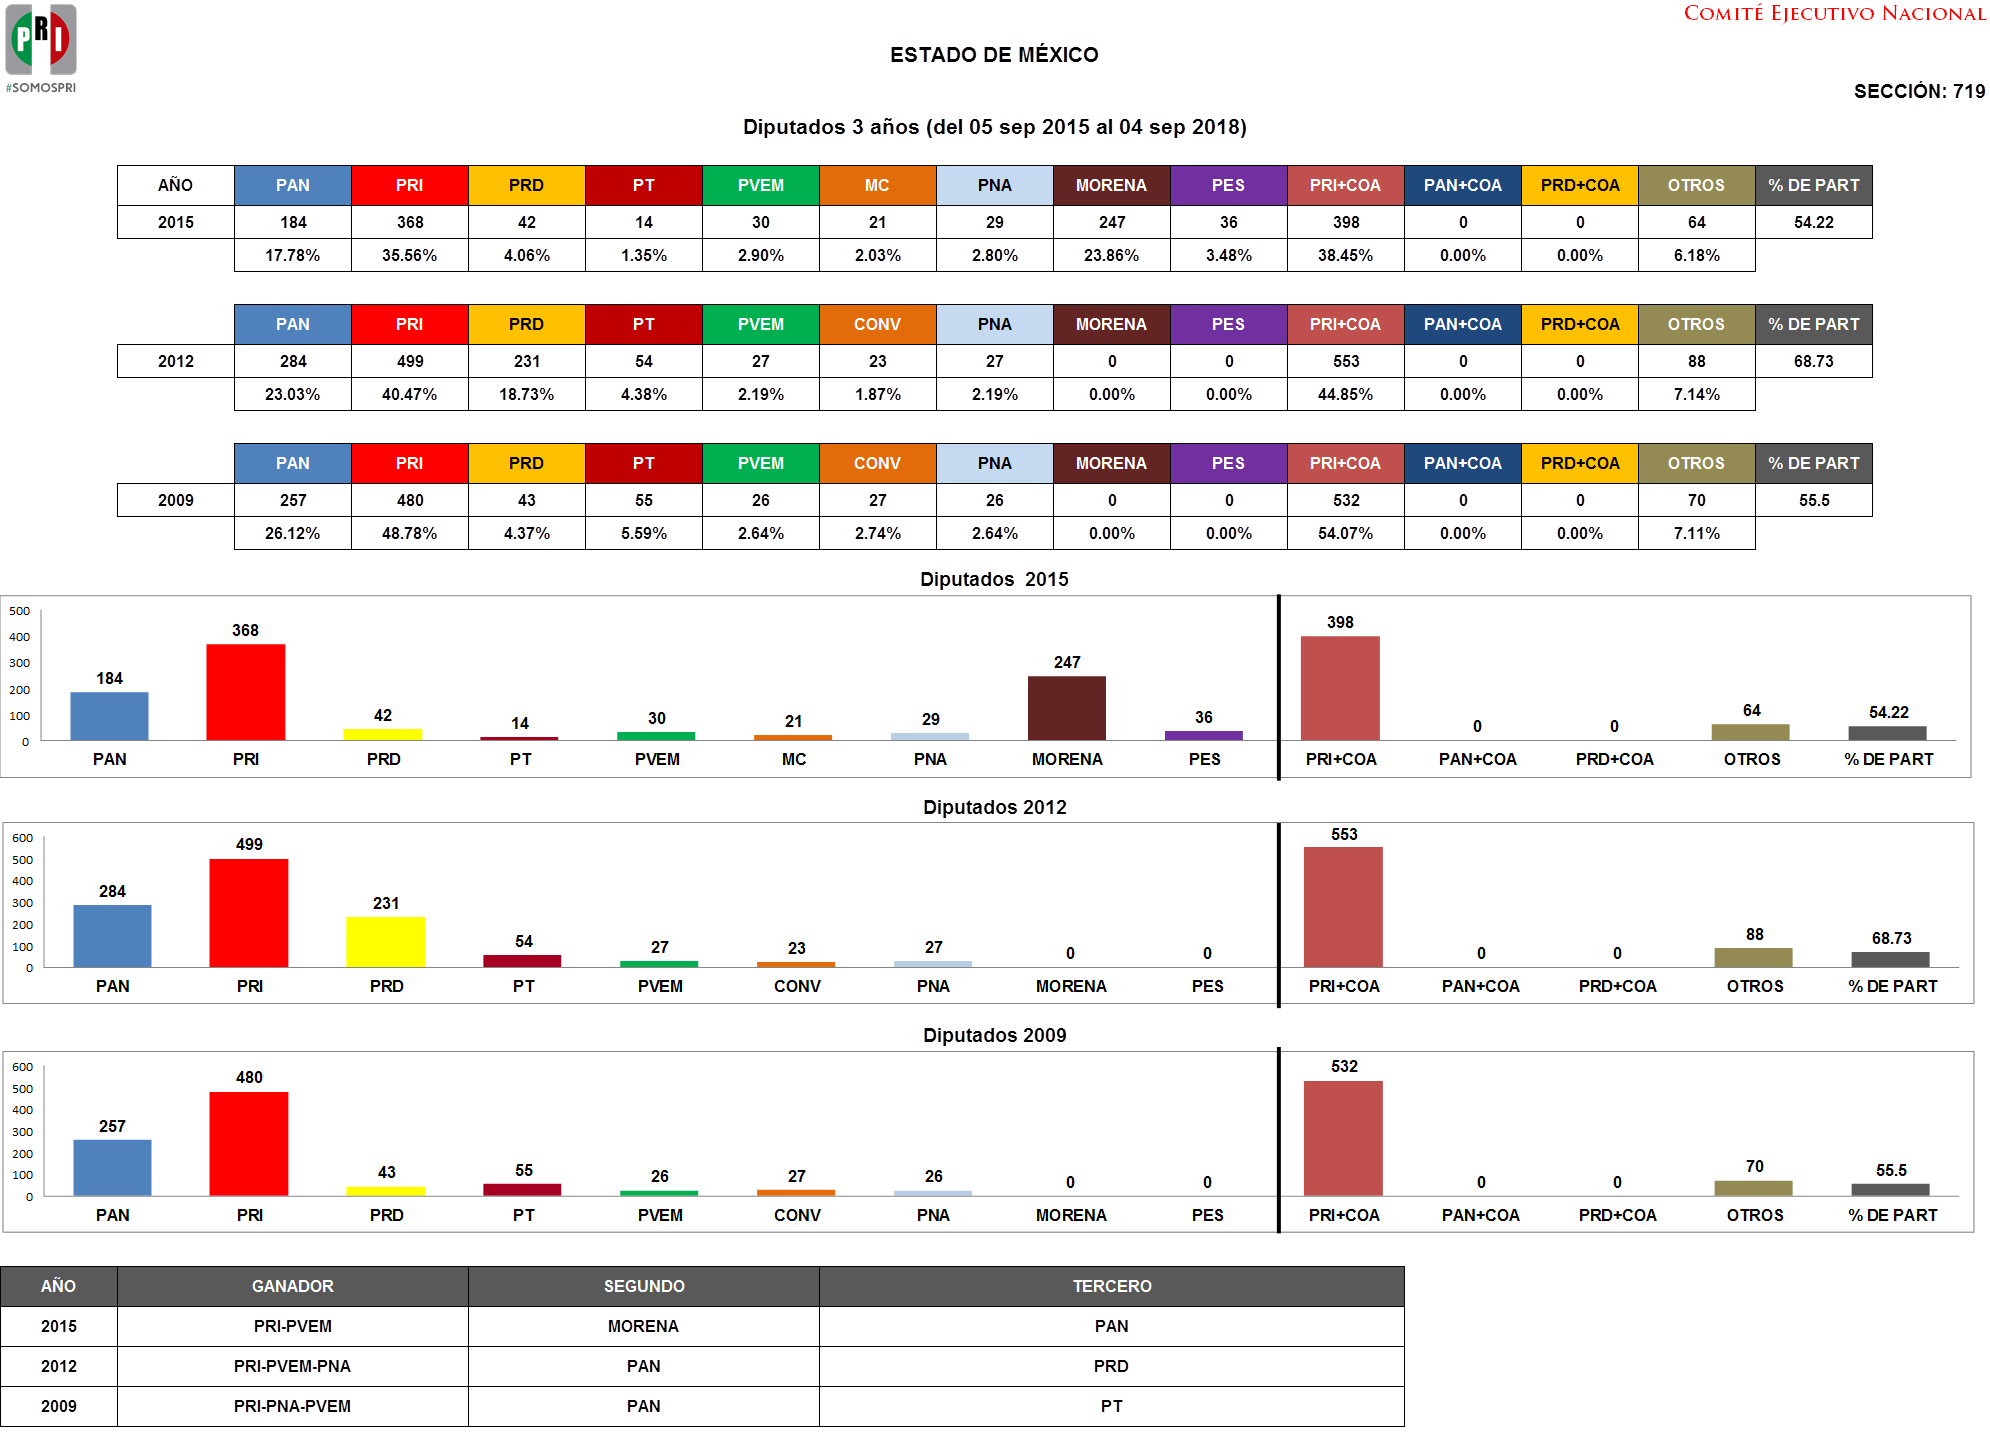 PRI
#SOMOSPRI
COMITÉ EJECUTIVO NACIONAL
ESTADO DE MÉXICO
SECCIÓN: 719
Diputados 3 años (del 05 sep 2015 al 04 sep 2018)
AÑO PAN PRI PRD PT PVEM MC PNA MORENA PES PRI+COA PAN+COA PRD+COA OTROS % DE PART
2015 184 368 42 14 30 21 29 247 36 398 0 0 64 54.22
17.78% 35.56% 4.06% 1.35% 2.90% 2.03% 2.80% 23.86% 3.48% 38.45% 0.00% 0.00% 6.18%
PAN PRI PRD PT PVEM CONV PNA MORENA PES PRI+COA PAN+COA PRD+COA OTROS % DE PART
2012 284 499 231 54 27 23 27 0 0 553 0 0 88 68.73
23.03% 40.47% 18.73% 4.38% 2.19% 1.87% 2.19% 0.00% 0.00% 44.85% 0.00% 0.00% 7.14%
PAN PRI PRD PT PVEM CONV PNA MORENA PES PRI+COA PAN+COA PRD+COA OTROS % DE PART
2009 257 480 43 55 26 27 26 0 0 532 0 0 70 55.5
26.12% 48.78% 4.37% 5.59% 2.64% 2.74% 2.64% 0.00% 0.00% 54.07% 0.00% 0.00% 7.11%
Diputados 2015
500
400
300
200
100
0
184 368 42 14 30 21 29 247 36 398 0 0 64 54.22
PAN PRI PRD PT PVEM MC PNA MORENA PES PRI+COA PAN+COA PRD+COA OTROS % DE PART
Diputados 2012
600
500
400
300
200
100
0
284 499 231 54 27 23 27 0 0 553 0 0 88 68.73
PAN PRI PRD PT PVEM CONV PNA MORENA PES PRI+COA PAN+COA PRD+COA OTROS % DE PART
Diputados 2009
600
500
400
300
200
100
0
257 480 43 55 26 27 26 0 0 532 0 0 70 55.5
PAN PRI PRD PT PVEM CONV PNA MORENA PES PRI+COA PAN+COA PRD+COA OTROS % DE PART
AÑO GANADOR SEGUNDO TERCERO
2015 PRI-PVEM MORENA PAN
2012 PRI-PVEM-PNA PAN PRD
2009 PRI-PNA-PVEM PAN PT